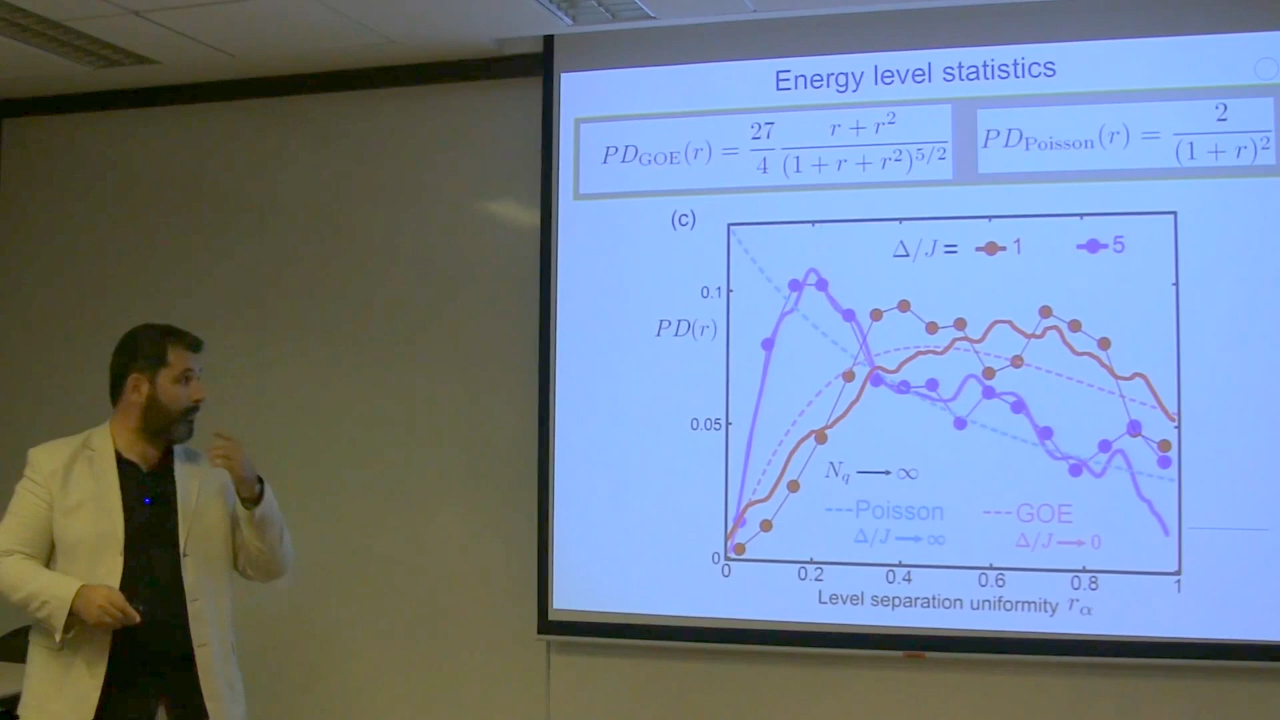 Energy level statistics
PD_GOE(r) = 27/4 (r + r²)/(1 + r + r²)^{5/2}
PD_Poisson(r) = 2/(1 + r)²
(c)
Δ/J = 1 5
0.1
PD(r)
0.05
N_q → ∞
Poisson GOE
Δ/J → ∞ Δ/J → 0
0
0 0.2 0.4 0.6 0.8 1
Level separation uniformity r_α